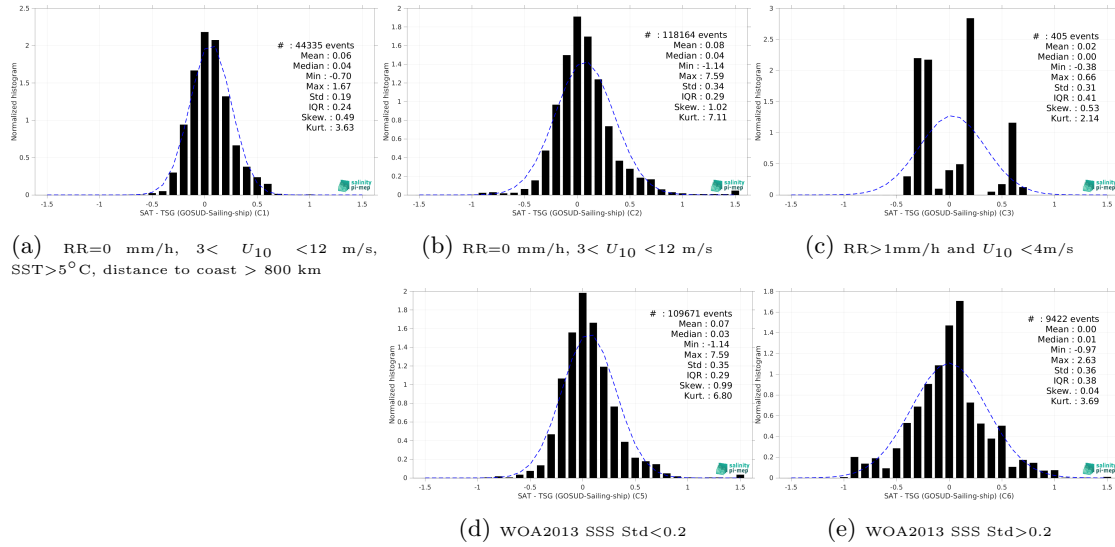 2.5
2
1.5
1
0.5
0
Normalized histogram
# : 44335 events
Mean : 0.06
Median : 0.04
Min : -0.70
Max : 1.67
Std : 0.19
IQR : 0.24
Skew. : 0.49
Kurt. : 3.63
salinity
pi-mep
-1.5 -1 -0.5 0 0.5 1 1.5
SAT - TSG (GOSUD-Sailing-ship) (C1)
(a) RR=0 mm/h, 3< U10 <12 m/s,
SST>5°C, distance to coast > 800 km
2
1.8
1.6
1.4
1.2
1
0.8
0.6
0.4
0.2
0
Normalized histogram
# : 118164 events
Mean : 0.08
Median : 0.04
Min : -1.14
Max : 7.59
Std : 0.34
IQR : 0.29
Skew. : 1.02
Kurt. : 7.11
salinity
pi-mep
-1.5 -1 -0.5 0 0.5 1 1.5
SAT - TSG (GOSUD-Sailing-ship) (C2)
(b) RR=0 mm/h, 3< U10 <12 m/s
3
2.5
2
1.5
1
0.5
0
Normalized histogram
# : 405 events
Mean : 0.02
Median : 0.00
Min : -0.38
Max : 0.66
Std : 0.31
IQR : 0.41
Skew. : 0.53
Kurt. : 2.14
salinity
pi-mep
-1.5 -1 -0.5 0 0.5 1 1.5
SAT - TSG (GOSUD-Sailing-ship) (C3)
(c) RR>1mm/h and U10 <4m/s
2
1.8
1.6
1.4
1.2
1
0.8
0.6
0.4
0.2
0
Normalized histogram
# : 109671 events
Mean : 0.07
Median : 0.03
Min : -1.14
Max : 7.59
Std : 0.35
IQR : 0.29
Skew. : 0.99
Kurt. : 6.80
salinity
pi-mep
-1.5 -1 -0.5 0 0.5 1 1.5
SAT - TSG (GOSUD-Sailing-ship) (C5)
(d) WOA2013 SSS Std<0.2
1.8
1.6
1.4
1.2
1
0.8
0.6
0.4
0.2
0
Normalized histogram
# : 9422 events
Mean : 0.00
Median : 0.01
Min : -0.97
Max : 2.63
Std : 0.36
IQR : 0.38
Skew. : 0.04
Kurt. : 3.69
salinity
pi-mep
-1.5 -1 -0.5 0 0.5 1 1.5
SAT - TSG (GOSUD-Sailing-ship) (C6)
(e) WOA2013 SSS Std>0.2